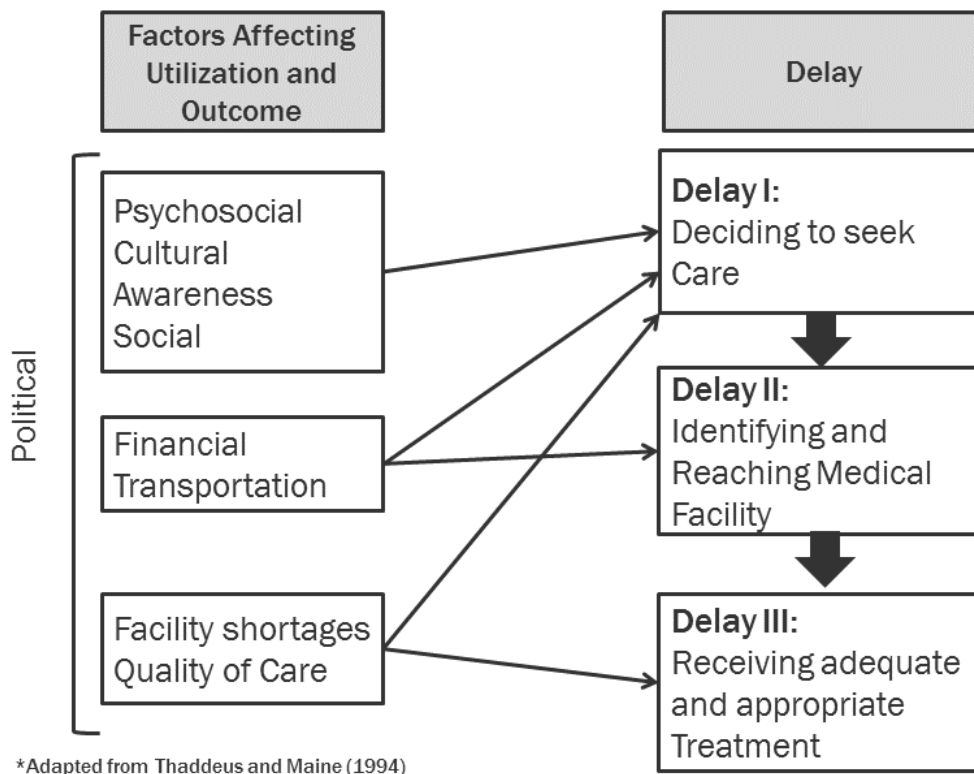 Factors Affecting
Utilization and
Outcome
Delay
Political
Psychosocial
Cultural
Awareness
Social
Financial
Transportation
Facility shortages
Quality of Care
Delay I:
Deciding to seek
Care
Delay II:
Identifying and
Reaching Medical
Facility
Delay III:
Receiving adequate
and appropriate
Treatment
*Adapted from Thaddeus and Maine (1994)